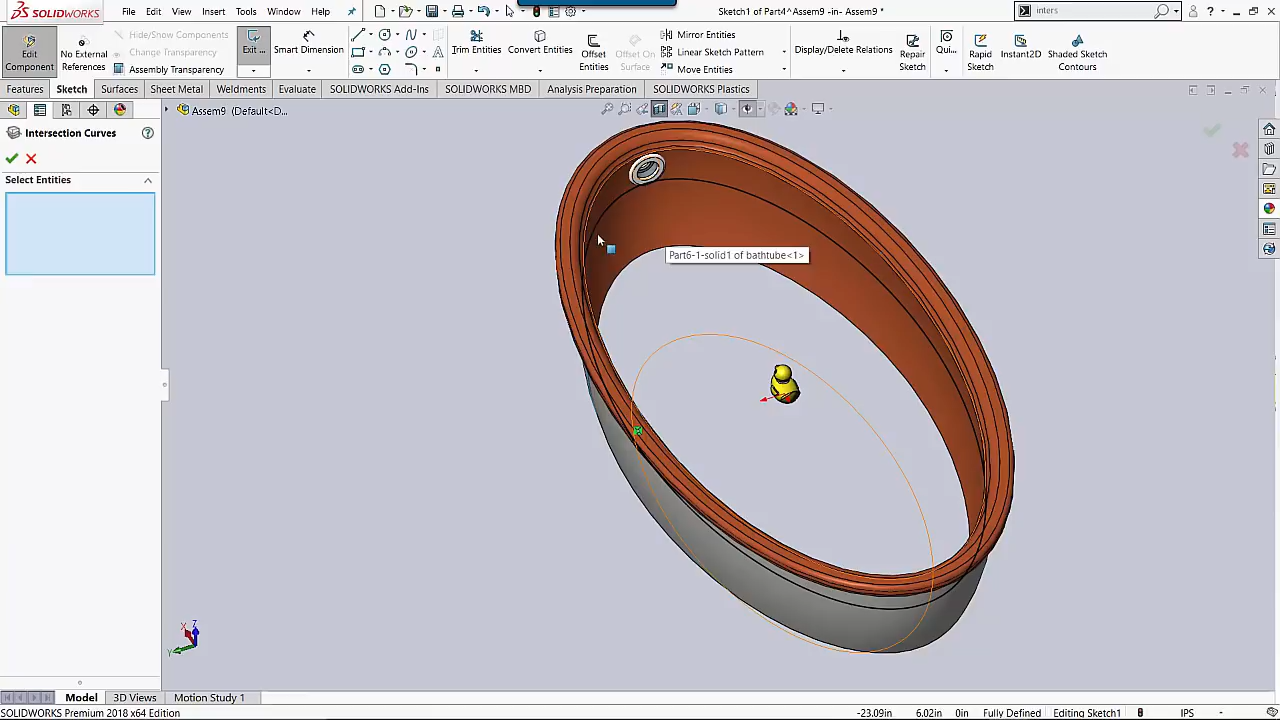 SOLIDWORKS File Edit View Insert Tools Window Help Sketch1 of Part4^Assem9 -in- Assem9 * inters ?
Edit Component
No External References
Hide/Show Components
Change Transparency
Assembly Transparency
Exit ...
Smart Dimension
Trim Entities
Convert Entities
Offset Entities
Offset On Surface
Mirror Entities
Linear Sketch Pattern
Move Entities
Display/Delete Relations
Repair Sketch
Qui...
Rapid Sketch
Instant2D
Shaded Sketch Contours
Features Sketch Surfaces Sheet Metal Weldments Evaluate SOLIDWORKS Add-Ins SOLIDWORKS MBD Analysis Preparation SOLIDWORKS Plastics
Assem9 (Default<D...
Intersection Curves
Select Entities
Part6-1-solid1 of bathtube<1>
X Z
Y
Model 3D Views Motion Study 1
SOLIDWORKS Premium 2018 x64 Edition -23.09in 6.02in 0in Fully Defined Editing Sketch1 IPS